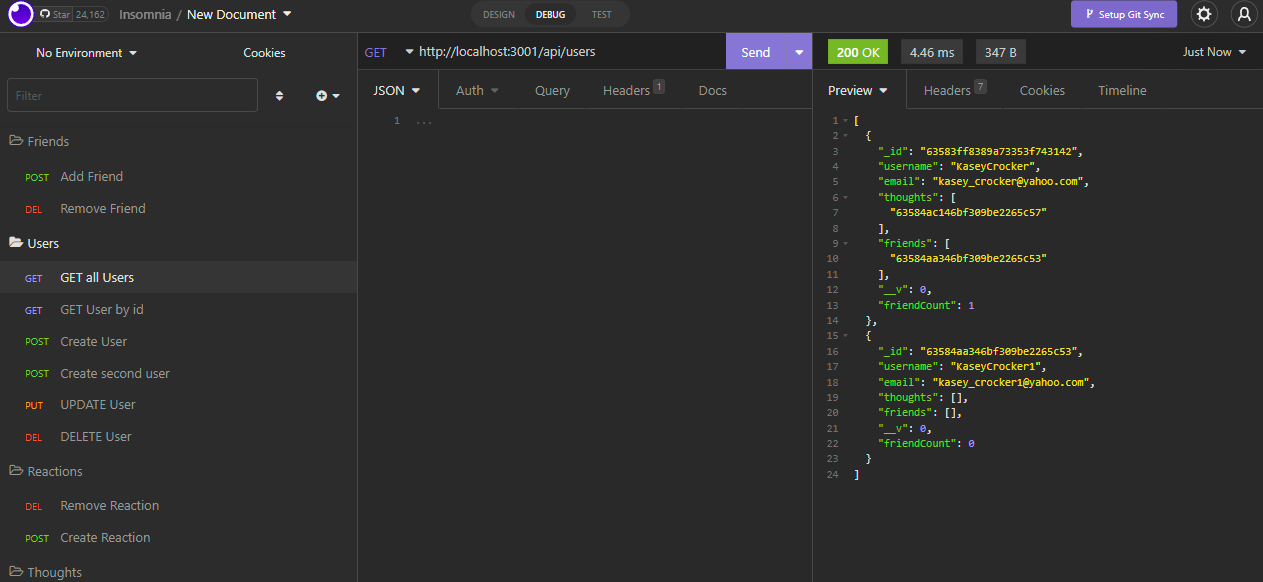 Star 24,162 Insomnia / New Document DESIGN DEBUG TEST Setup Git Sync
No Environment Cookies
Filter
Friends
POST Add Friend
DEL Remove Friend
Users
GET GET all Users
GET GET User by id
POST Create User
POST Create second user
PUT UPDATE User
DEL DELETE User
Reactions
DEL Remove Reaction
POST Create Reaction
Thoughts
GET http://localhost:3001/api/users Send
JSON Auth Query Headers 1 Docs
1 ...
200 OK 4.46 ms 347 B Just Now
Preview Headers 7 Cookies Timeline
1 [
2 {
3 "_id": "63583ff8389a73353f743142",
4 "username": "KaseyCrocker",
5 "email": "kasey_crocker@yahoo.com",
6 "thoughts": [
7 "63584ac146bf309be2265c57"
8 ],
9 "friends": [
10 "63584aa346bf309be2265c53"
11 ],
12 "__v": 0,
13 "friendCount": 1
14 },
15 {
16 "_id": "63584aa346bf309be2265c53",
17 "username": "KaseyCrocker1",
18 "email": "kasey_crocker1@yahoo.com",
19 "thoughts": [],
20 "friends": [],
21 "__v": 0,
22 "friendCount": 0
23 }
24 ]